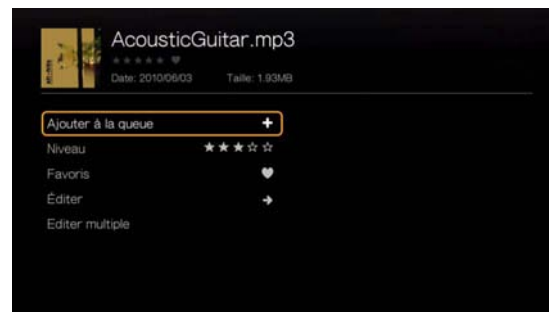 AcousticGuitar.mp3
Date: 2010/06/03 Taille: 1.93MB
Ajouter à la queue
Niveau
Favoris
Éditer
Editer multiple